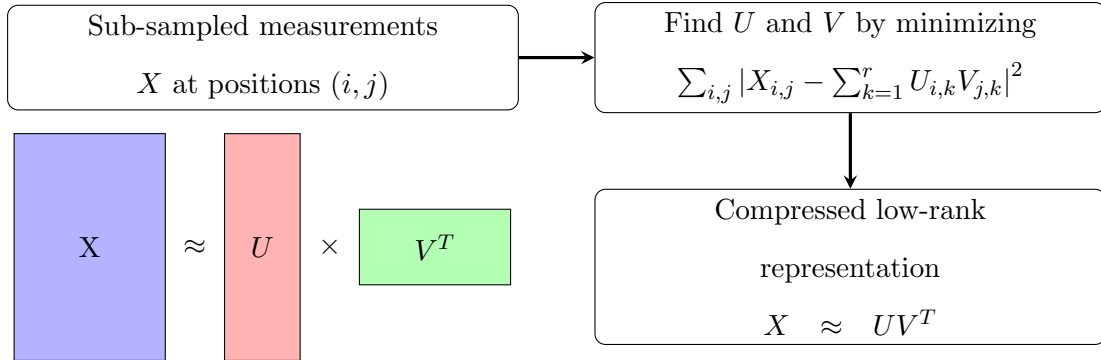 Sub-sampled measurements
X at positions (i, j)
Find U and V by minimizing
∑_{i,j} |X_{i,j} − ∑_{k=1}^{r} U_{i,k}V_{j,k}|^2
X ≈ U × V^T
Compressed low-rank
representation
X ≈ UV^T